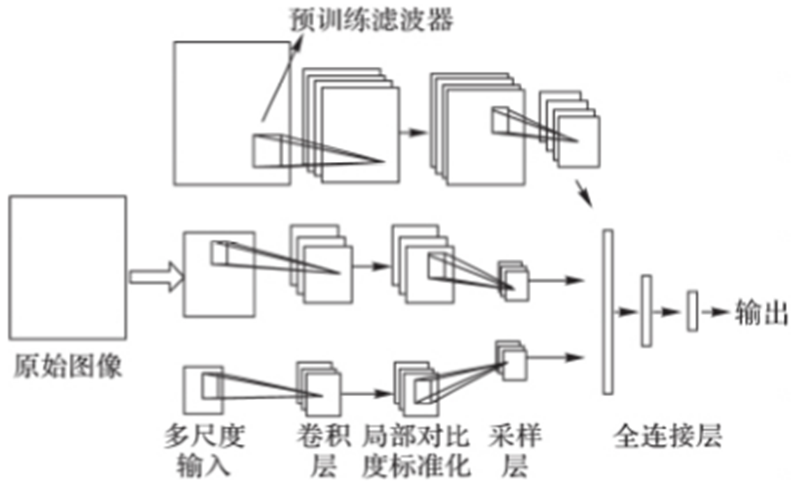 预训练滤波器
原始图像
输出
多尺度
输入
卷积
层
局部对比
度标准化
采样
层
全连接层